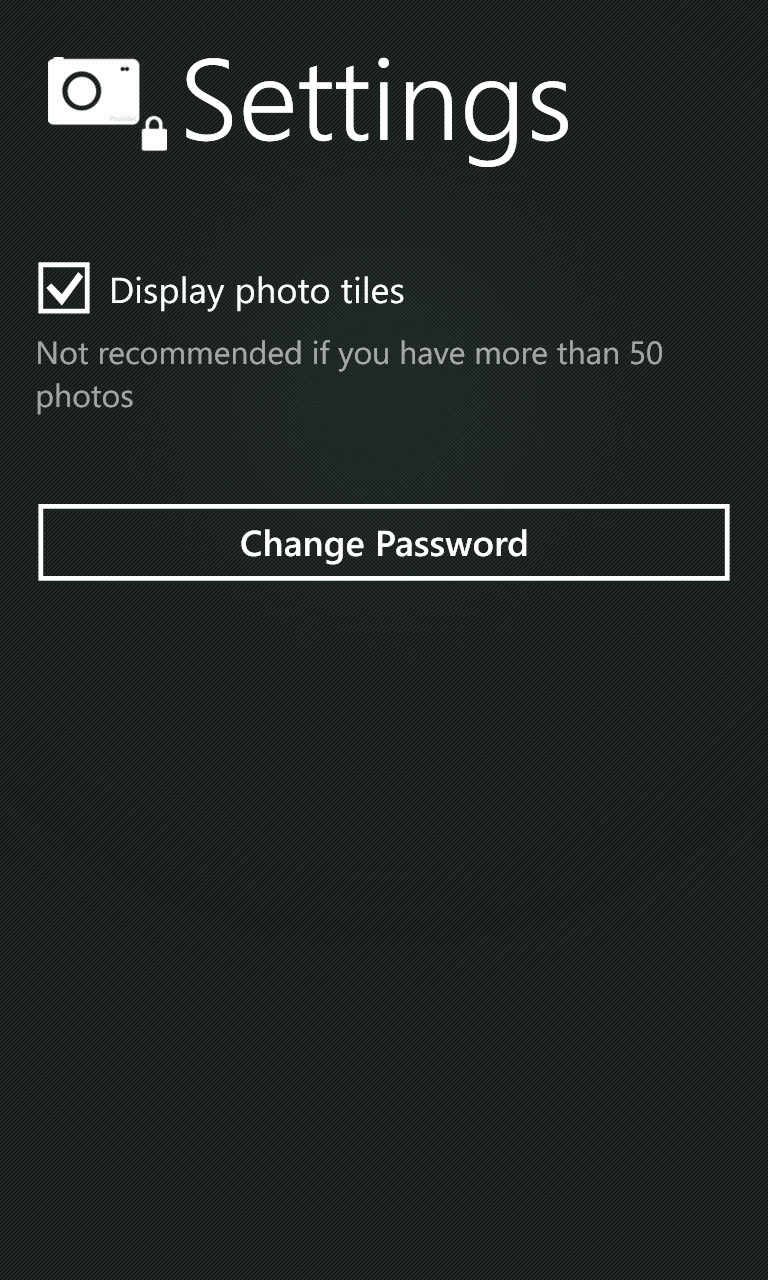 Settings
Display photo tiles
Not recommended if you have more than 50
photos
Change Password